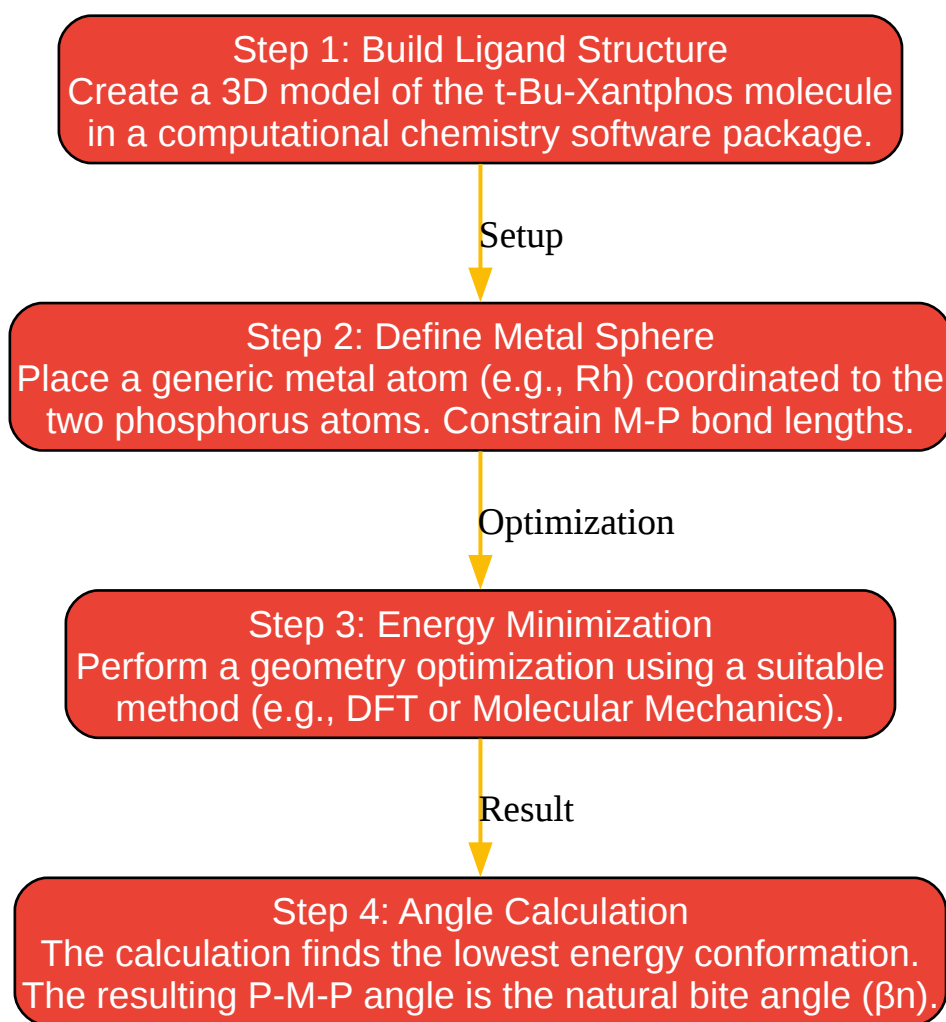 Step 1: Build Ligand Structure
Create a 3D model of the t-Bu-Xantphos molecule
in a computational chemistry software package.
Setup
Step 2: Define Metal Sphere
Place a generic metal atom (e.g., Rh) coordinated to the
two phosphorus atoms. Constrain M-P bond lengths.
Optimization
Step 3: Energy Minimization
Perform a geometry optimization using a suitable
method (e.g., DFT or Molecular Mechanics).
Result
Step 4: Angle Calculation
The calculation finds the lowest energy conformation.
The resulting P-M-P angle is the natural bite angle (βn).